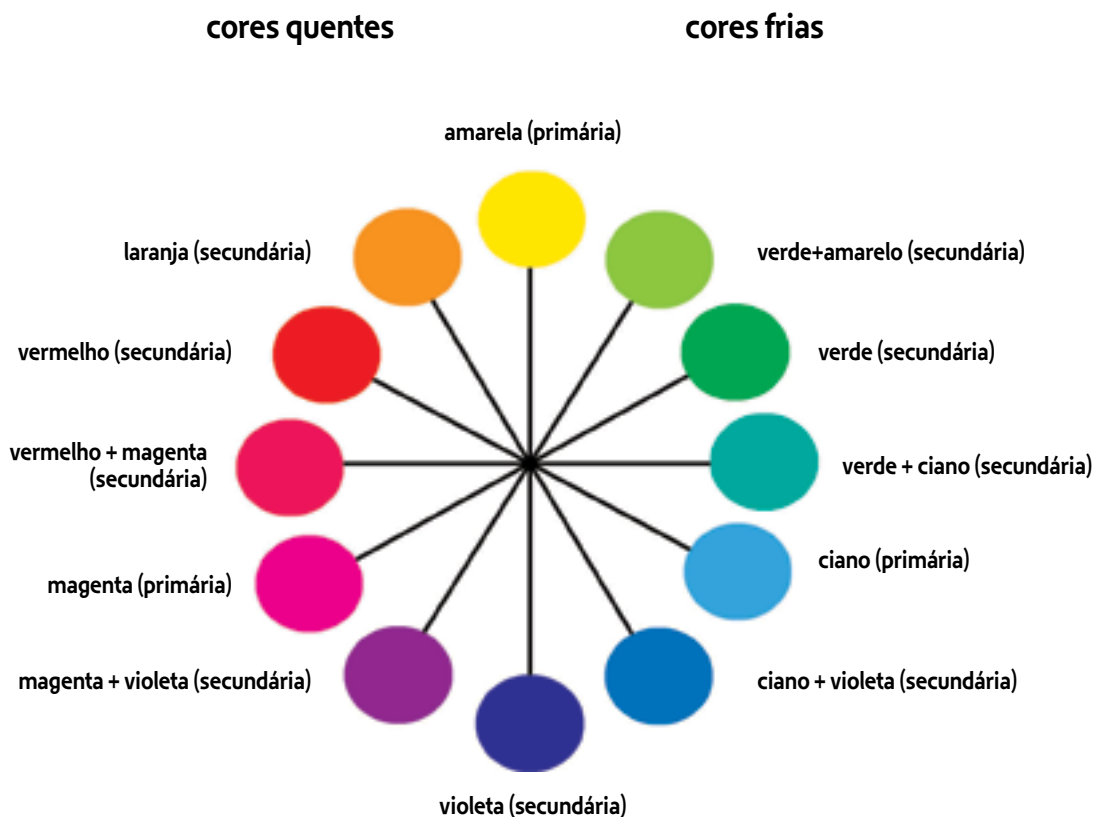 cores quentes
cores frias
amarela (primária)
laranja (secundária)
verde+amarelo (secundária)
vermelho (secundária)
verde (secundária)
vermelho + magenta
(secundária)
verde + ciano (secundária)
ciano (primária)
magenta (primária)
magenta + violeta (secundária)
ciano + violeta (secundária)
violeta (secundária)